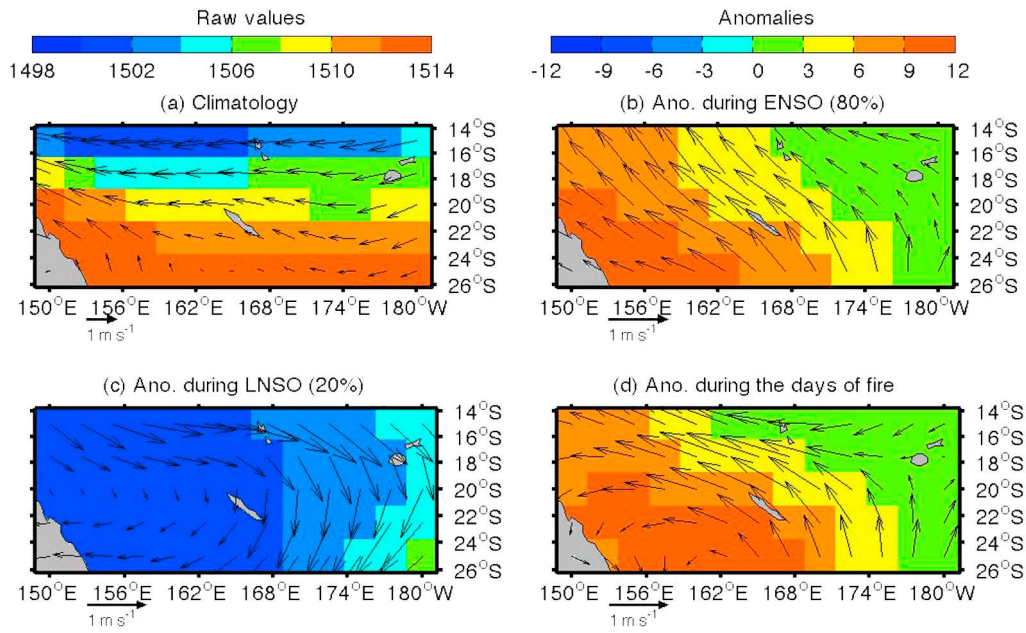 Raw values
1498 1502 1506 1510 1514
Anomalies
-12 -9 -6 -3 0 3 6 9 12
(a) Climatology
14°S
16°S
18°S
20°S
22°S
24°S
26°S
150°E 156°E 162°E 168°E 174°E 180°W
1 m s⁻¹
(b) Ano. during ENSO (80%)
14°S
16°S
18°S
20°S
22°S
24°S
26°S
150°E 156°E 162°E 168°E 174°E 180°W
1 m s⁻¹
(c) Ano. during LNSO (20%)
14°S
16°S
18°S
20°S
22°S
24°S
26°S
150°E 156°E 162°E 168°E 174°E 180°W
1 m s⁻¹
(d) Ano. during the days of fire
14°S
16°S
18°S
20°S
22°S
24°S
26°S
150°E 156°E 162°E 168°E 174°E 180°W
1 m s⁻¹